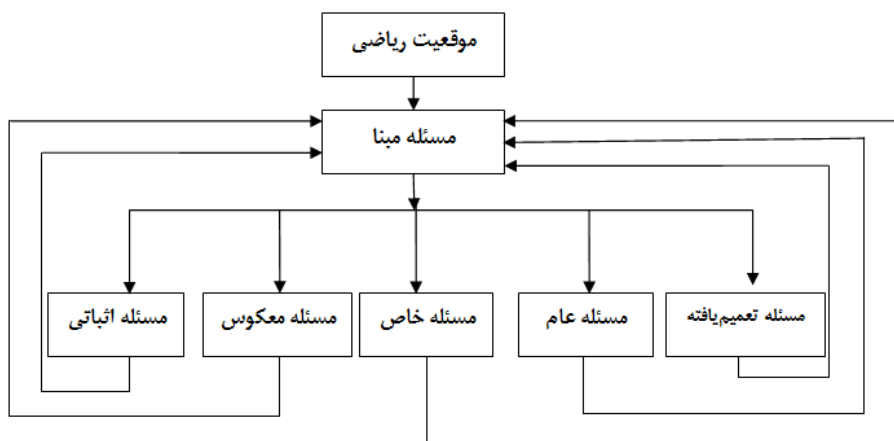 موقعیت ریاضی
مسئله مبنا
مسئله تعمیم‌یافته
مسئله عام
مسئله خاص
مسئله معکوس
مسئله اثباتی